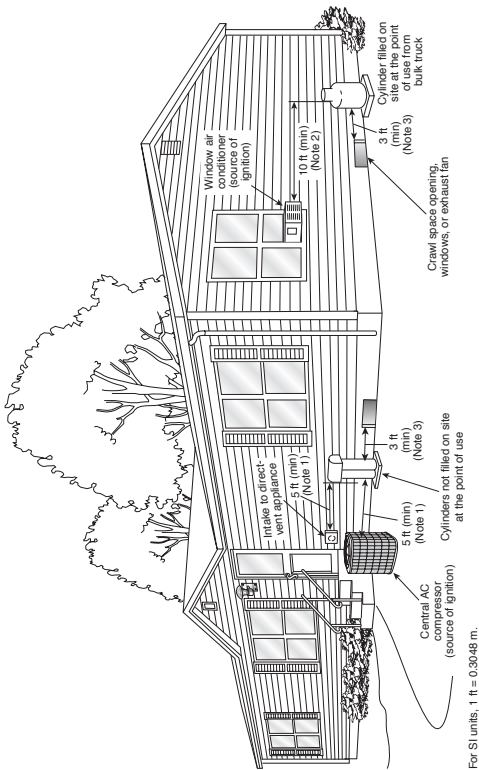 Window air
conditioner
(source of
ignition)
10 ft (min)
(Note 2)
Cylinder filled on
site at the point
of use from
bulk truck
3 ft
(min)
(Note 3)
Crawl space opening,
windows, or exhaust fan
Intake to direct-
vent appliance
5 ft (min)
(Note 1)
3 ft
(min)
(Note 3)
Cylinders not filled on site
at the point of use
5 ft (min)
(Note 1)
Central AC
compressor
(source of ignition)
For SI units, 1 ft = 0.3048 m.